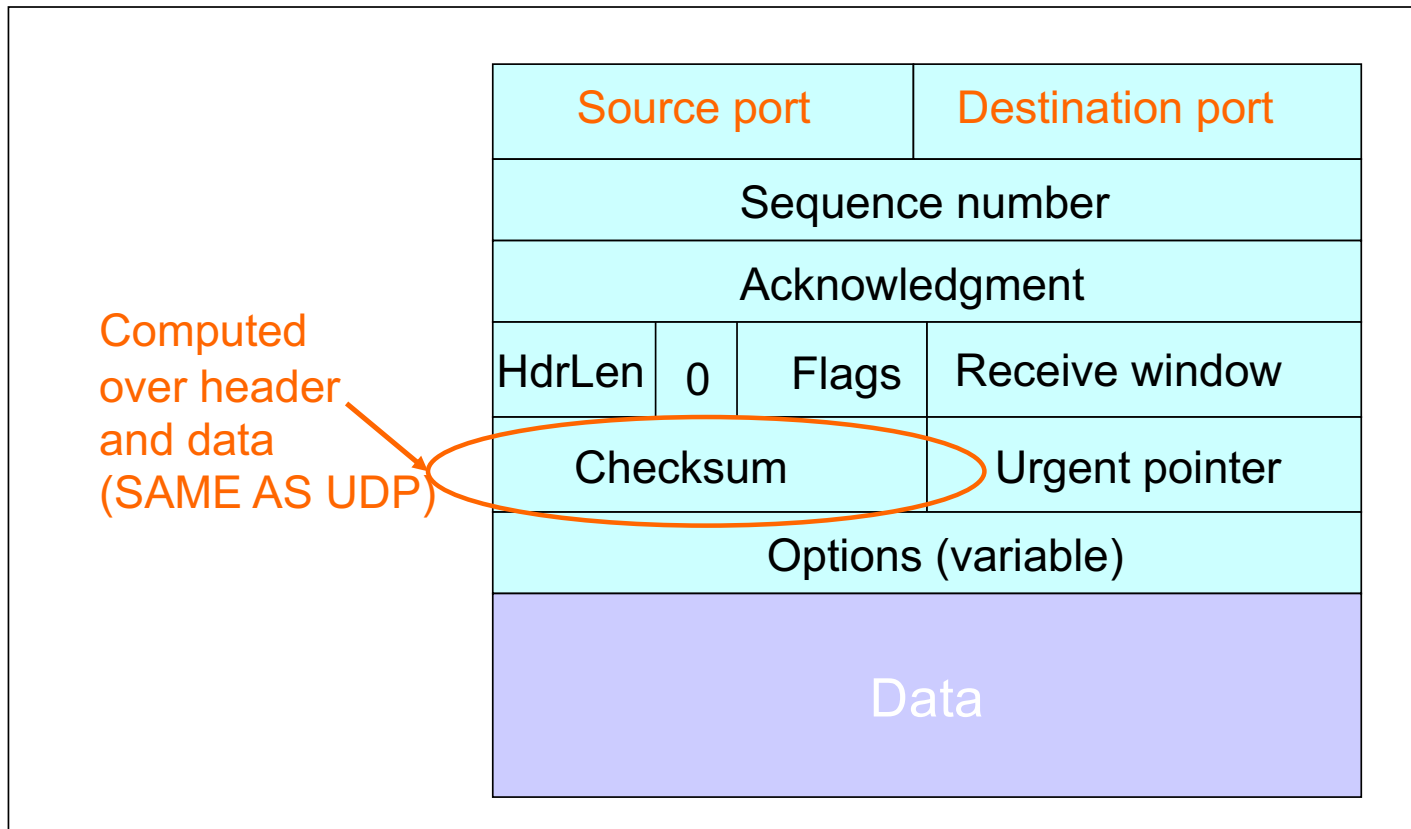 Source port
Destination port
Sequence number
Acknowledgment
Computed
over header
and data
(SAME AS UDP)
HdrLen
0
Flags
Receive window
Checksum
Urgent pointer
Options (variable)
Data